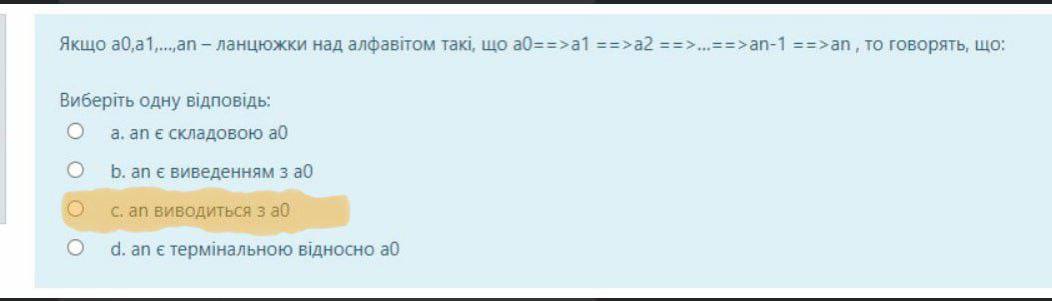 Якщо a0,a1,...,an – ланцюжки над алфавітом такі, що a0==>a1 ==>a2 ==>...==>an-1 ==>an , то говорять, що:
Виберіть одну відповідь:
a. an є складовою a0
b. an є виведенням з a0
c. an виводиться з a0
d. an є термінальною відносно a0